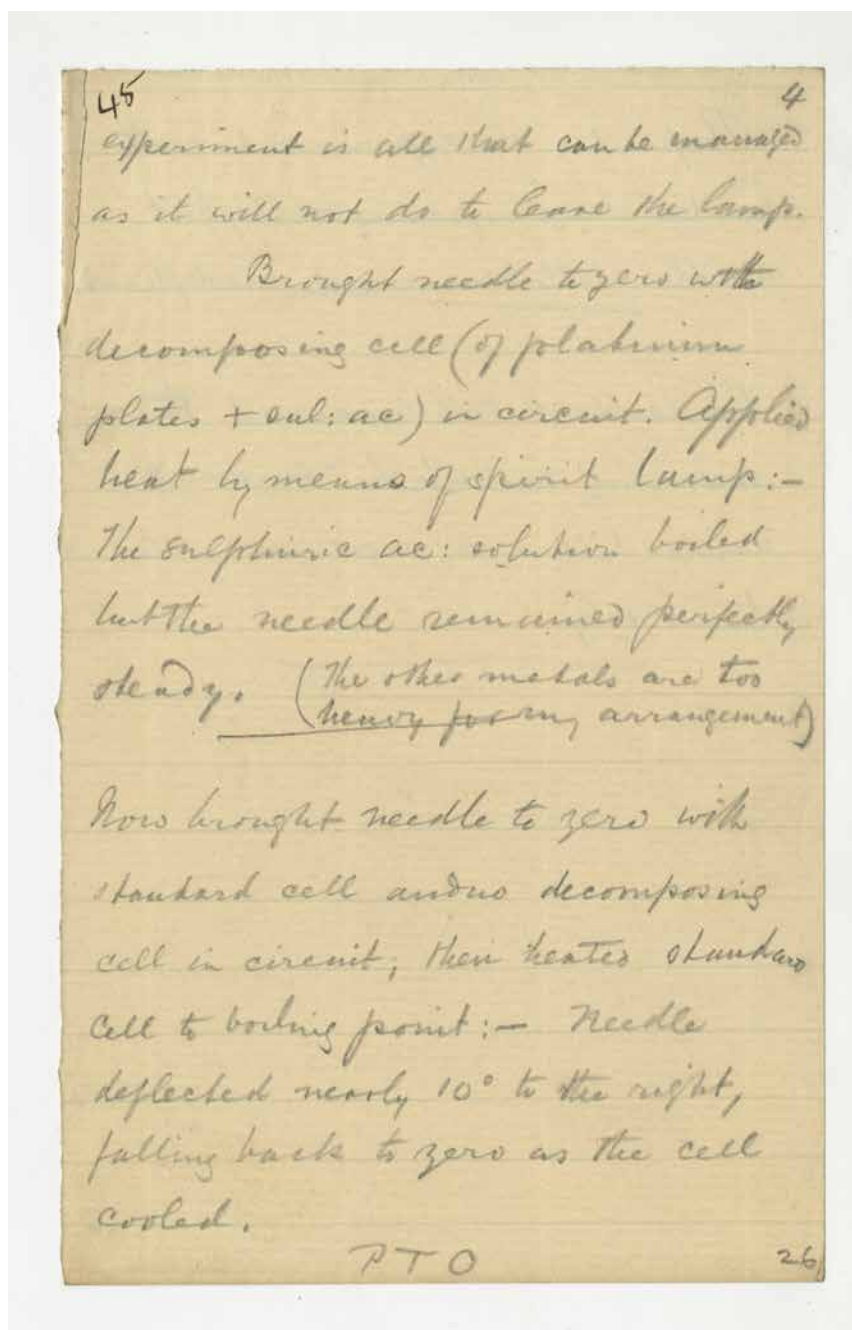 45
4
experiment is all that can be managed
as it will not do to leave the lamp.
Brought needle to zero with
decomposing cell (of platinum
plates + sul: ac) in circuit. Applied
heat by means of spirit lamp:—
The sulphuric ac: solution boiled
but the needle remained perfectly
steady. (The other metals are too
heavy for my arrangement)
Now brought needle to zero with
standard cell and no decomposing
cell in circuit, then heated standard
cell to boiling point:— Needle
deflected nearly 10° to the right,
falling back to zero as the cell
cooled.
PTO
26